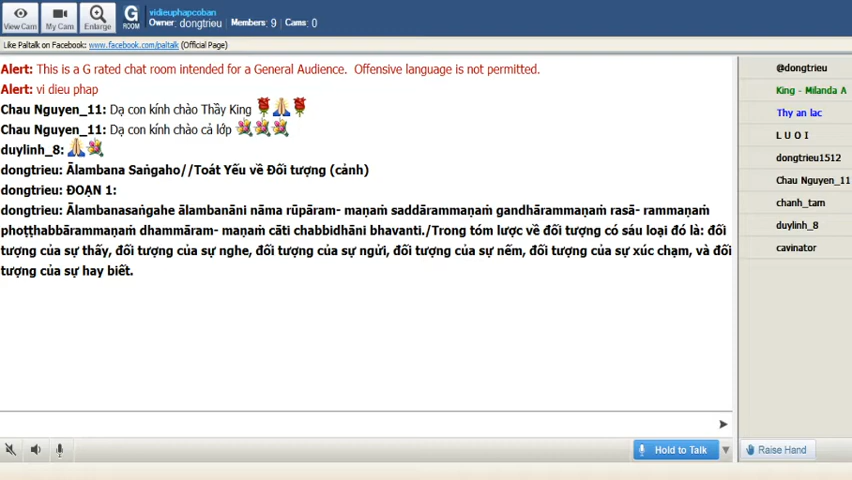 vidieuphapcoban
Owner: dongtrieu Members: 9 Cams: 0
View Cam My Cam Enlarge G ROOM
Like Paltalk on Facebook: www.facebook.com/paltalk (Official Page)
Alert: This is a G rated chat room intended for a General Audience. Offensive language is not permitted.
Alert: vi dieu phap
Chau Nguyen_11: Dạ con kính chào Thầy King
Chau Nguyen_11: Dạ con kính chào cả lớp
duylinh_8:
dongtrieu: Ālambana Saṅgaho//Toát Yếu về Đối tượng (cảnh)
dongtrieu: ĐOẠN 1:
dongtrieu: Ālambanasaṅgahe ālambanāni nāma rūpāram- maṇaṁ saddārammaṇaṁ gandhārammaṇaṁ rasā- rammaṇaṁ
phoṭṭhabbārammaṇaṁ dhammāram- maṇaṁ cāti chabbidhāni bhavanti./Trong tóm lược về đối tượng có sáu loại đó là: đối
tượng của sự thấy, đối tượng của sự nghe, đối tượng của sự ngửi, đối tượng của sự nếm, đối tượng của sự xúc chạm, và đối
tượng của sự hay biết.
@dongtrieu
King - Milanda A
Thy an lac
L U O I
dongtrieu1512
Chau Nguyen_11
chanh_tam
duylinh_8
cavinator
Hold to Talk
Raise Hand